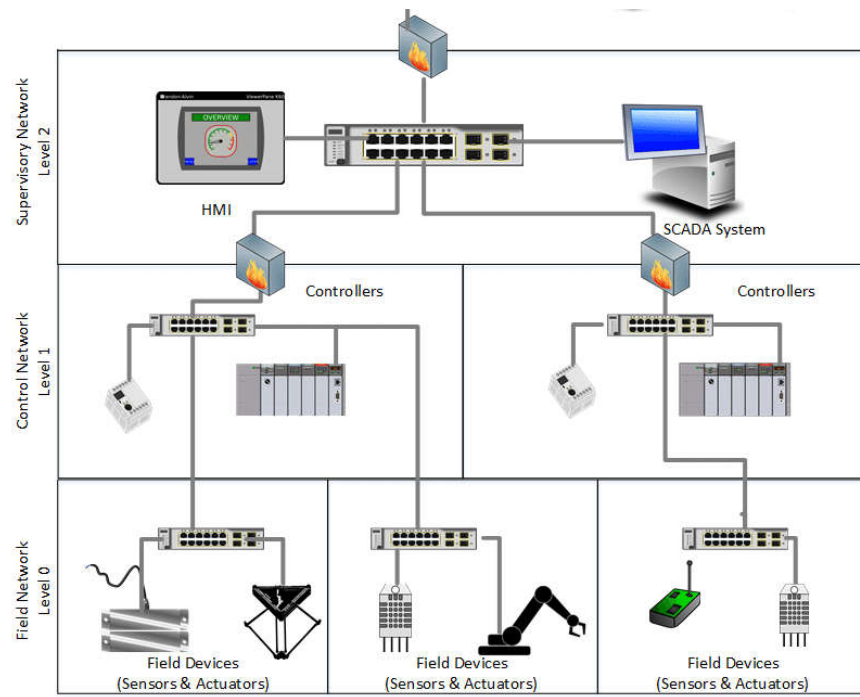 Supervisory Network
Level 2
OVERVIEW
HMI
SCADA System
Control Network
Level 1
Controllers
Controllers
Field Network
Level 0
Field Devices
(Sensors & Actuators)
Field Devices
(Sensors & Actuators)
Field Devices
(Sensors & Actuators)